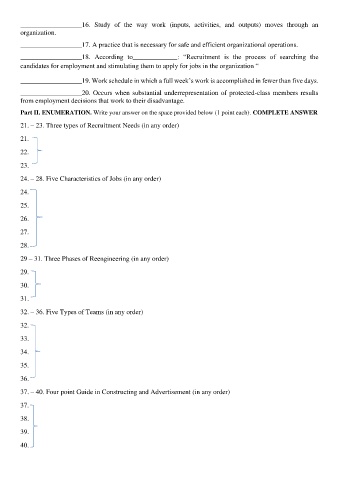 ____________________16. Study of the way work (inputs, activities, and outputs) moves through an
organization.
____________________17. A practice that is necessary for safe and efficient organizational operations.
____________________18. According to______________: "Recruitment is the process of searching the
candidates for employment and stimulating them to apply for jobs in the organization."
____________________19. Work schedule in which a full week's work is accomplished in fewer than five days.
____________________20. Occurs when substantial underrepresentation of protected-class members results
from employment decisions that work to their disadvantage.
Part II. ENUMERATION. Write your answer on the space provided below (1 point each). COMPLETE ANSWER
21. – 23. Three types of Recruitment Needs (in any order)
21.
22.
23.
24. – 28. Five Characteristics of Jobs (in any order)
24.
25.
26.
27.
28.
29 – 31. Three Phases of Reengineering (in any order)
29.
30.
31.
32. – 36. Five Types of Teams (in any order)
32.
33.
34.
35.
36.
37. – 40. Four point Guide in Constructing and Advertisement (in any order)
37.
38.
39.
40.